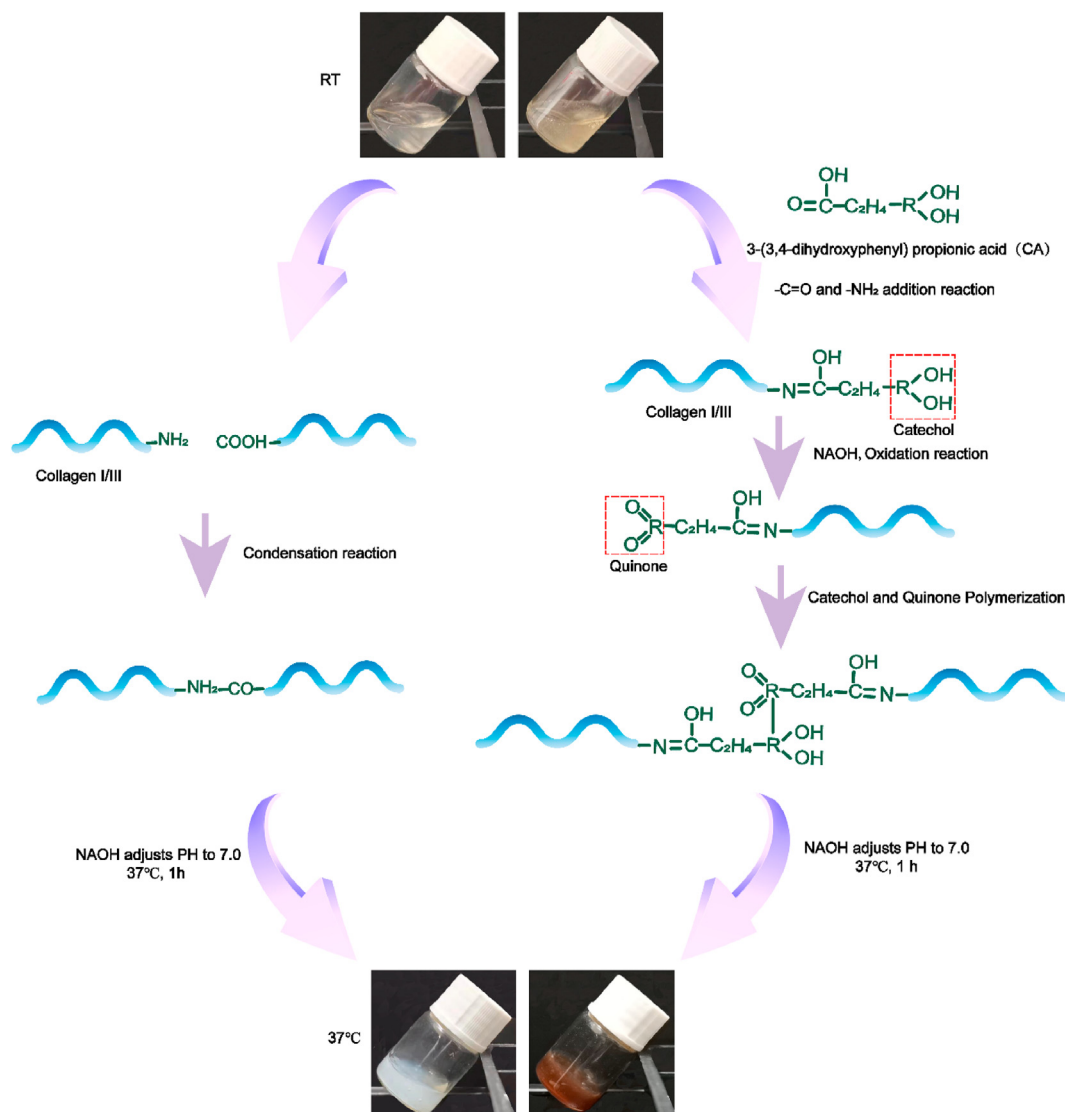 RT
OH
O=C-C₂H₄-R
OH
OH
3-(3,4-dihydroxyphenyl) propionic acid（CA）
-C=O and -NH₂ addition reaction
OH
N=C-C₂H₄-R
OH
OH
Collagen I/III
Catechol
NH₂
COOH
Collagen I/III
NAOH, Oxidation reaction
OH
O
O
R-C₂H₄-C=N
Quinone
Condensation reaction
Catechol and Quinone Polymerization
NH₂-CO
OH
O
O
R-C₂H₄-C=N
OH
N=C-C₂H₄-R
OH
OH
NAOH adjusts PH to 7.0
37℃, 1h
NAOH adjusts PH to 7.0
37℃, 1 h
37℃